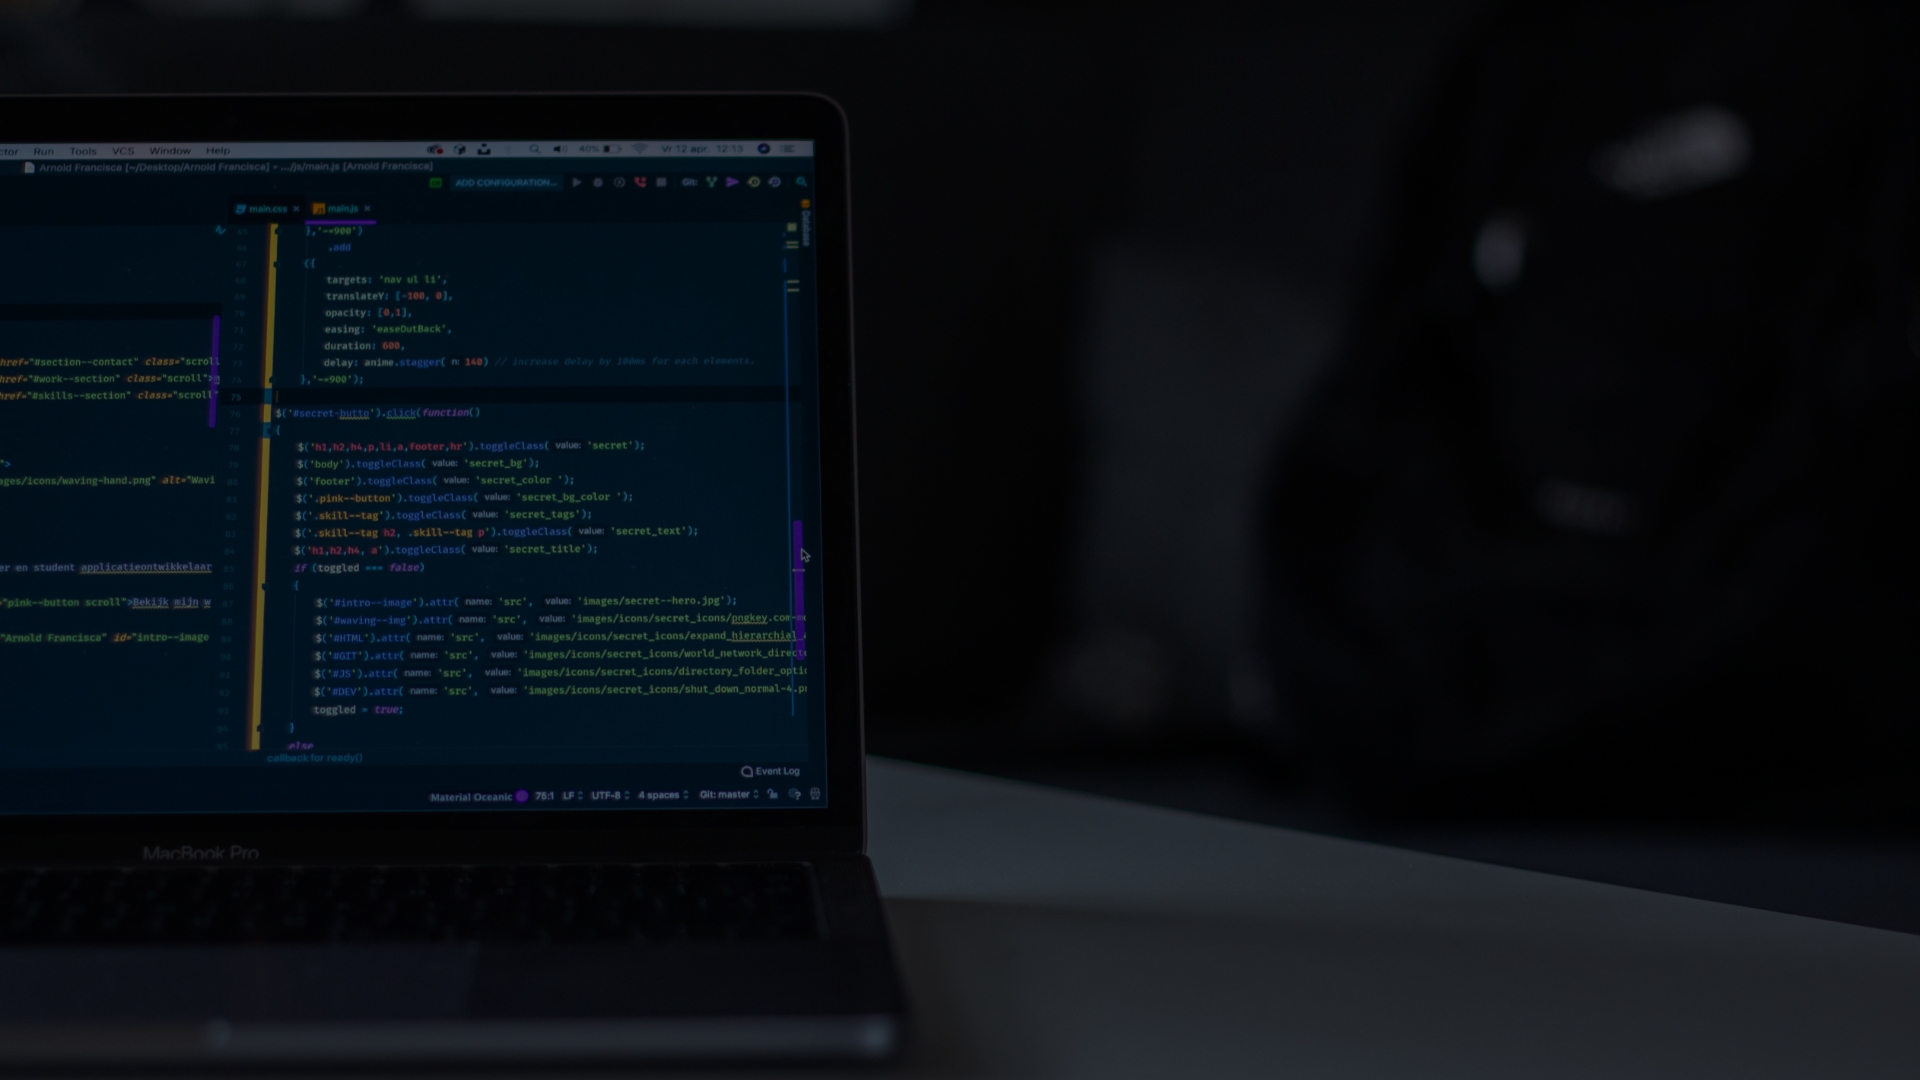 Run Tools VCS Window Help 40% Vr 12 apr. 12:13
Arnold Francisca [~/Desktop/Arnold Francisca] - .../js/main.js [Arnold Francisca]
ADD CONFIGURATION... Git:
main.css main.js
Database
},'-=900')
.add
({
targets: 'nav ul li',
translateY: [-100, 0],
opacity: [0,1],
easing: 'easeOutBack',
duration: 600,
delay: anime.stagger( n: 140) // increase delay by 100ms for each elements.
},'-=900');
75
$('#secret-butto').click(function()
{
$('h1,h2,h4,p,li,a,footer,hr').toggleClass( value: 'secret');
$('body').toggleClass( value: 'secret_bg');
$('footer').toggleClass( value: 'secret_color ');
$('.pink--button').toggleClass( value: 'secret_bg_color ');
$('.skill--tag').toggleClass( value: 'secret_tags');
$('.skill--tag h2, .skill--tag p').toggleClass( value: 'secret_text');
$('h1,h2,h4, a').toggleClass( value: 'secret_title');
if (toggled === false)
{
$('#intro--image').attr( name: 'src', value: 'images/secret--hero.jpg');
$('#waving--img').attr( name: 'src', value: 'images/icons/secret_icons/pngkey.com-
$('#HTML').attr( name: 'src', value: 'images/icons/secret_icons/expand_hierarchial_
$('#GIT').attr( name: 'src', value: 'images/icons/secret_icons/world_network_direct
$('#JS').attr( name: 'src', value: 'images/icons/secret_icons/directory_folder_optio
$('#DEV').attr( name: 'src', value: 'images/icons/secret_icons/shut_down_normal-4.p
toggled = true;
}
else
callback for ready()
href="#section--contact" class="scroll
href="#work--section" class="scroll">
href="#skills--section" class="scroll"
">
ages/icons/waving-hand.png" alt="Wavi
er en student applicatieontwikkelaar
"pink--button scroll">Bekijk mijn w
"Arnold Francisca" id="intro--image
Event Log
Material Oceanic 75:1 LF UTF-8 4 spaces Git: master
MacBook Pro